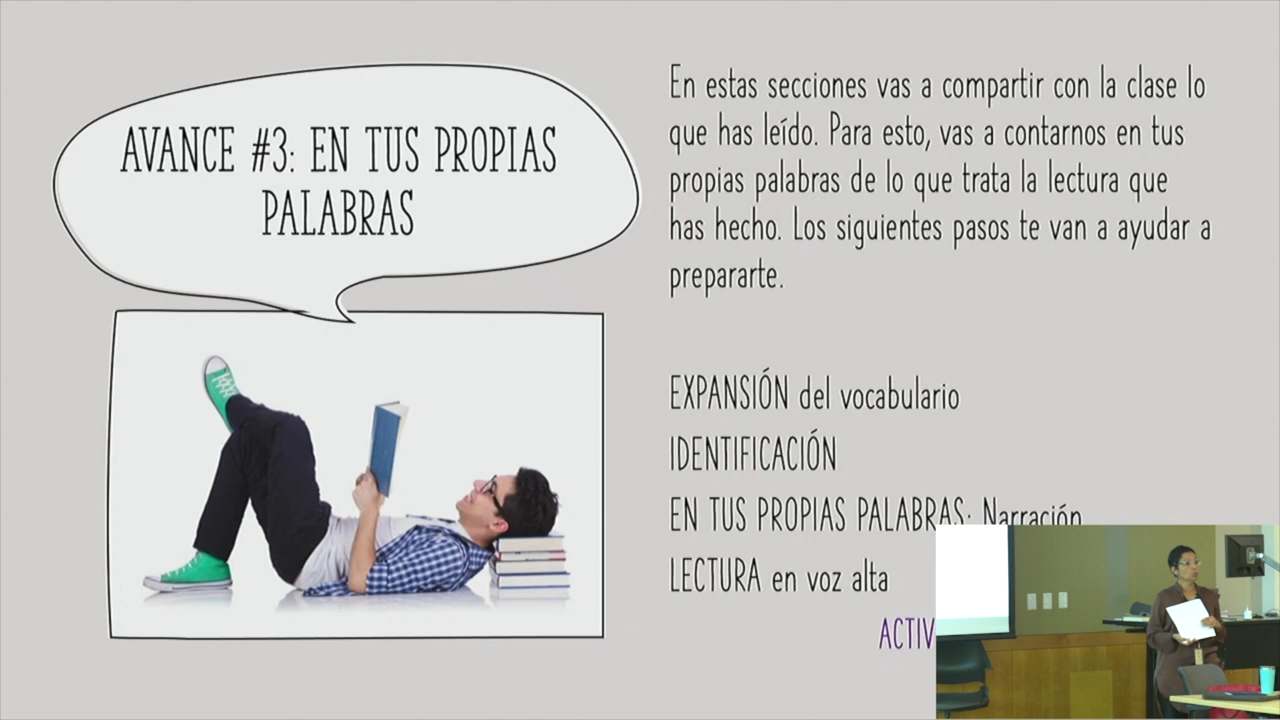 AVANCE #3: EN TUS PROPIAS
PALABRAS
En estas secciones vas a compartir con la clase lo
que has leído. Para esto, vas a contarnos en tus
propias palabras de lo que trata la lectura que
has hecho. Los siguientes pasos te van a ayudar a
prepararte.
EXPANSIÓN del vocabulario
IDENTIFICACIÓN
EN TUS PROPIAS PALABRAS: Narración
LECTURA en voz alta